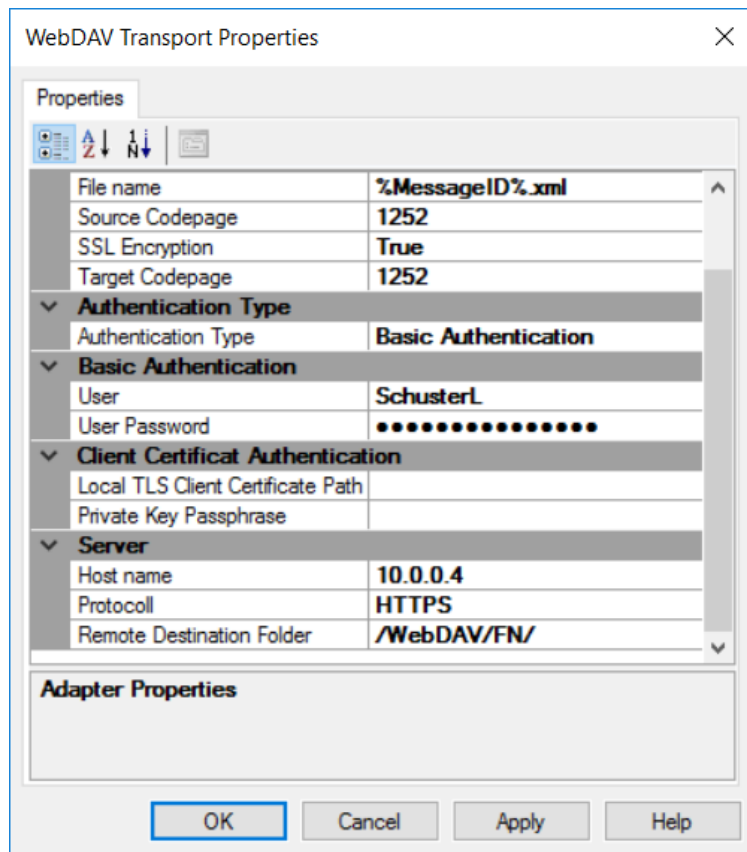 WebDAV Transport Properties
Properties
File name %MessageID%.xml
Source Codepage 1252
SSL Encryption True
Target Codepage 1252
Authentication Type
Authentication Type Basic Authentication
Basic Authentication
User SchusterL
User Password ●●●●●●●●●●●●●●●
Client Certificat Authentication
Local TLS Client Certificate Path
Private Key Passphrase
Server
Host name 10.0.0.4
Protocoll HTTPS
Remote Destination Folder /WebDAV/FN/
Adapter Properties
OK Cancel Apply Help